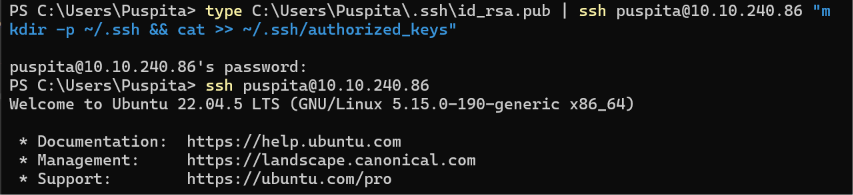 PS C:\Users\Puspita> type C:\Users\Puspita\.ssh\id_rsa.pub | ssh puspita@10.10.240.86 "m
kdir -p ~/.ssh && cat >> ~/.ssh/authorized_keys"
puspita@10.10.240.86's password:
PS C:\Users\Puspita> ssh puspita@10.10.240.86
Welcome to Ubuntu 22.04.5 LTS (GNU/Linux 5.15.0-190-generic x86_64)
* Documentation:  https://help.ubuntu.com
* Management:     https://landscape.canonical.com
* Support:        https://ubuntu.com/pro